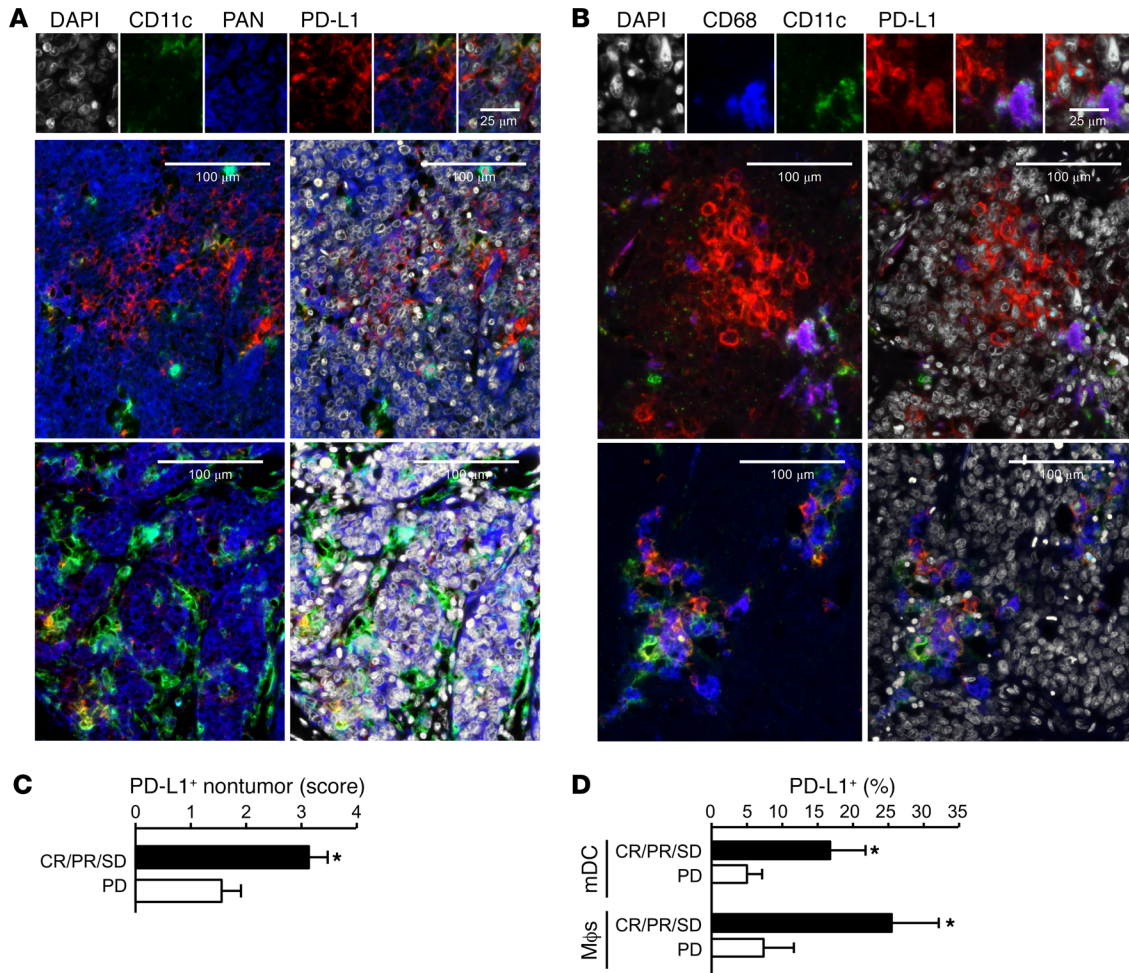 A
DAPI CD11c PAN PD-L1
25 μm
100 μm
100 μm
100 μm
100 μm
B
DAPI CD68 CD11c PD-L1
25 μm
100 μm
100 μm
100 μm
100 μm
C
PD-L1⁺ nontumor (score)
0 1 2 3 4
CR/PR/SD *
PD
D
PD-L1⁺ (%)
0 5 10 15 20 25 30 35
mDC
CR/PR/SD *
PD
Mϕs
CR/PR/SD *
PD